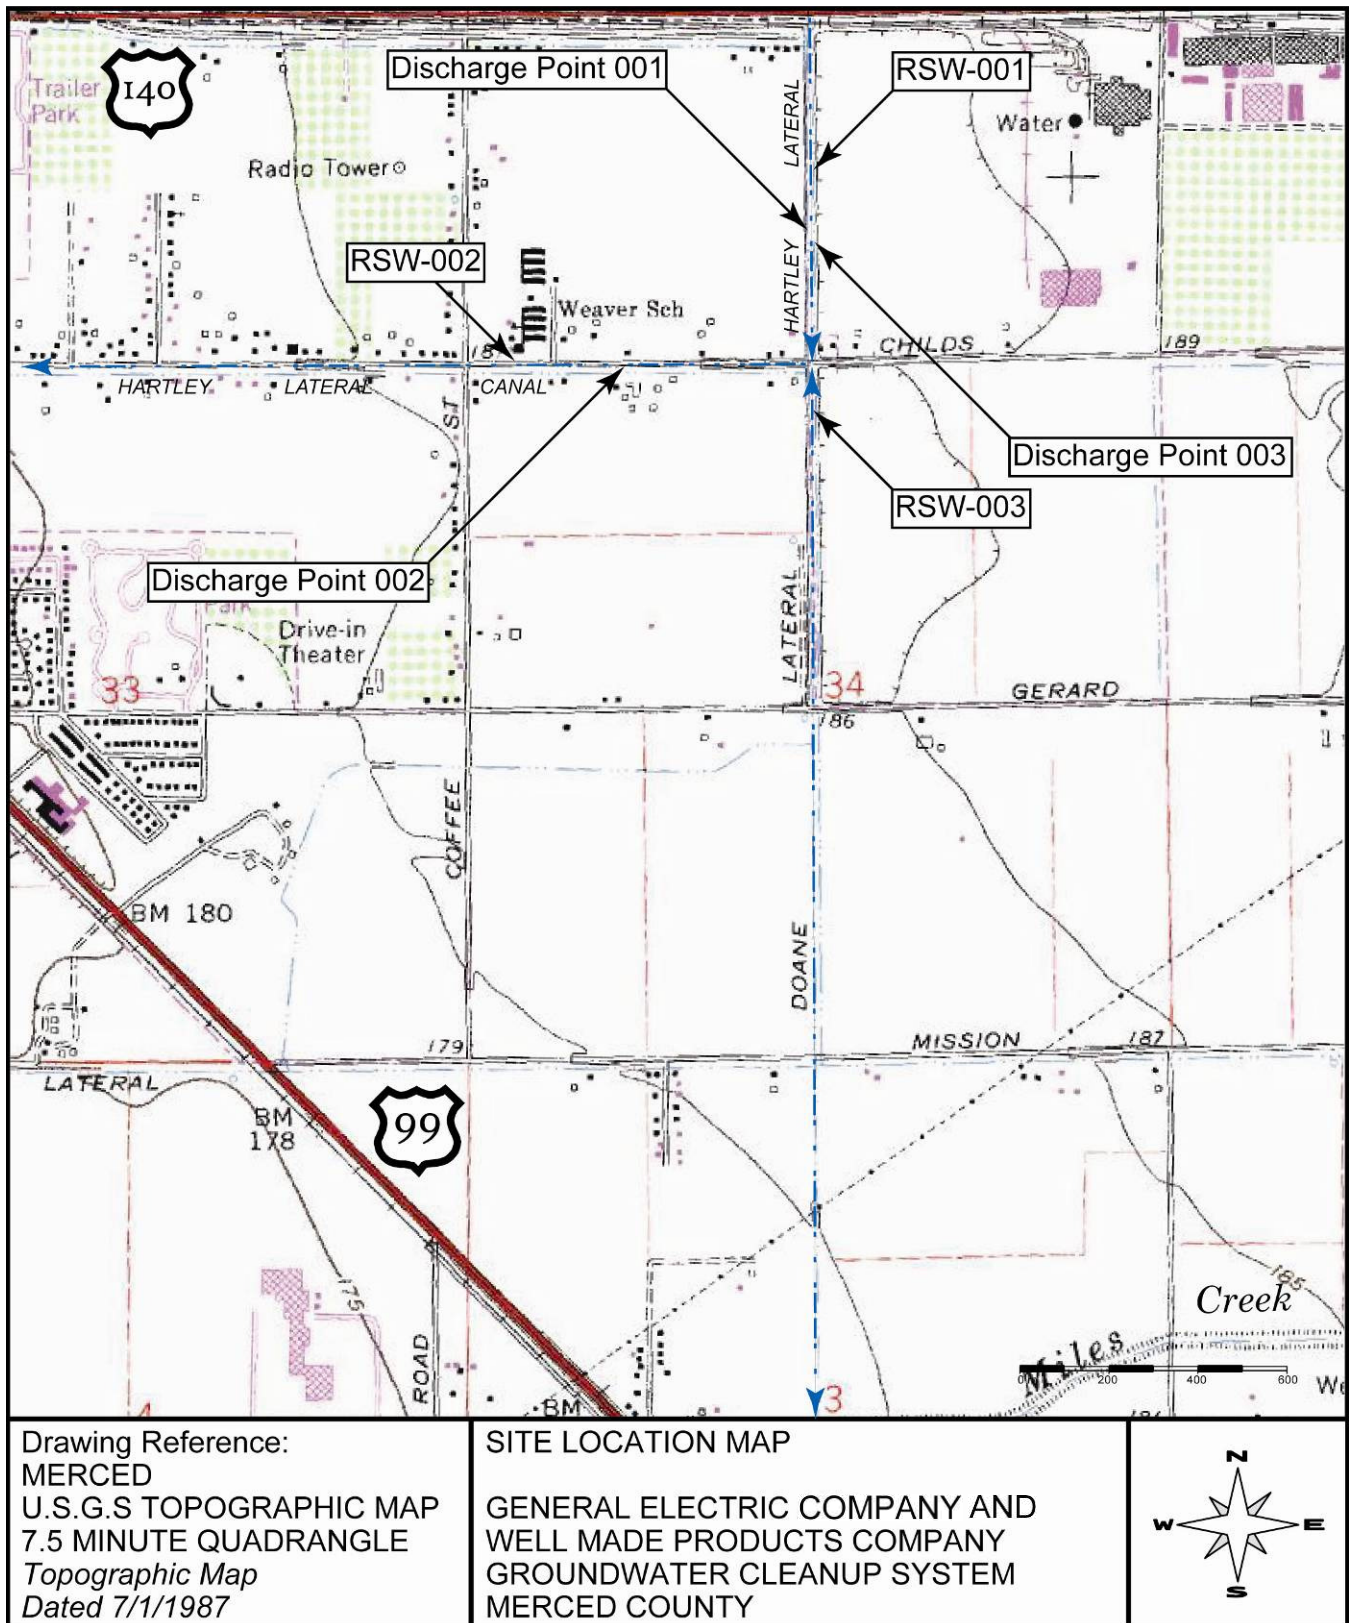 140
Trailer
Park
Discharge Point 001
LATERAL
RSW-001
Water
Radio Tower
RSW-002
HARTLEY
Weaver Sch
CHILDS
189
HARTLEY LATERAL CANAL
ST
Discharge Point 003
RSW-003
Discharge Point 002
Park
Drive-in
Theater
LATERAL
33
34
GERARD
186
COFFEE
BM 180
DOANE
179
MISSION
187
LATERAL
BM
178
99
175
185
Creek
Miles
ROAD
200 400 600
BM
3
Drawing Reference:
MERCED
U.S.G.S TOPOGRAPHIC MAP
7.5 MINUTE QUADRANGLE
Topographic Map
Dated 7/1/1987
SITE LOCATION MAP
GENERAL ELECTRIC COMPANY AND
WELL MADE PRODUCTS COMPANY
GROUNDWATER CLEANUP SYSTEM
MERCED COUNTY
N
W E
S